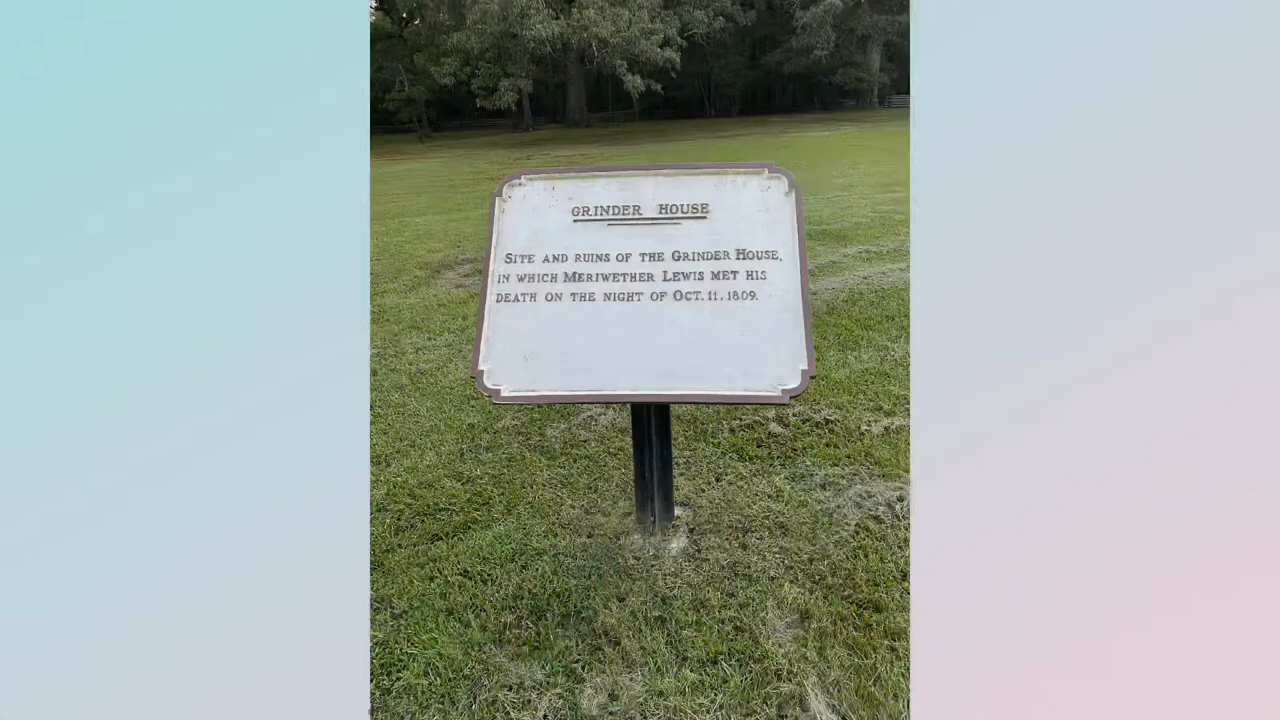 GRINDER HOUSE
SITE AND RUINS OF THE GRINDER HOUSE,
IN WHICH MERIWETHER LEWIS MET HIS
DEATH ON THE NIGHT OF OCT. 11. 1809.